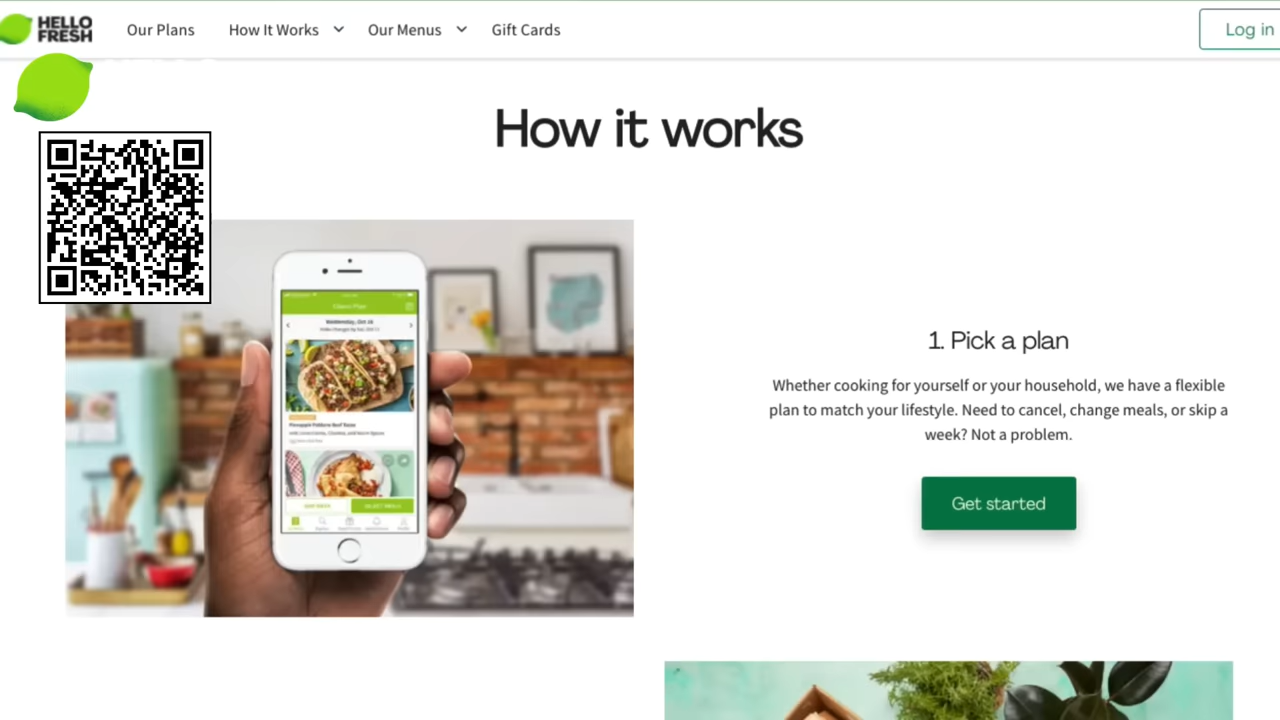 HELLO
FRESH
Our Plans
How It Works
Our Menus
Gift Cards
Log in
How it works
1. Pick a plan
Whether cooking for yourself or your household, we have a flexible
plan to match your lifestyle. Need to cancel, change meals, or skip a
week? Not a problem.
Get started